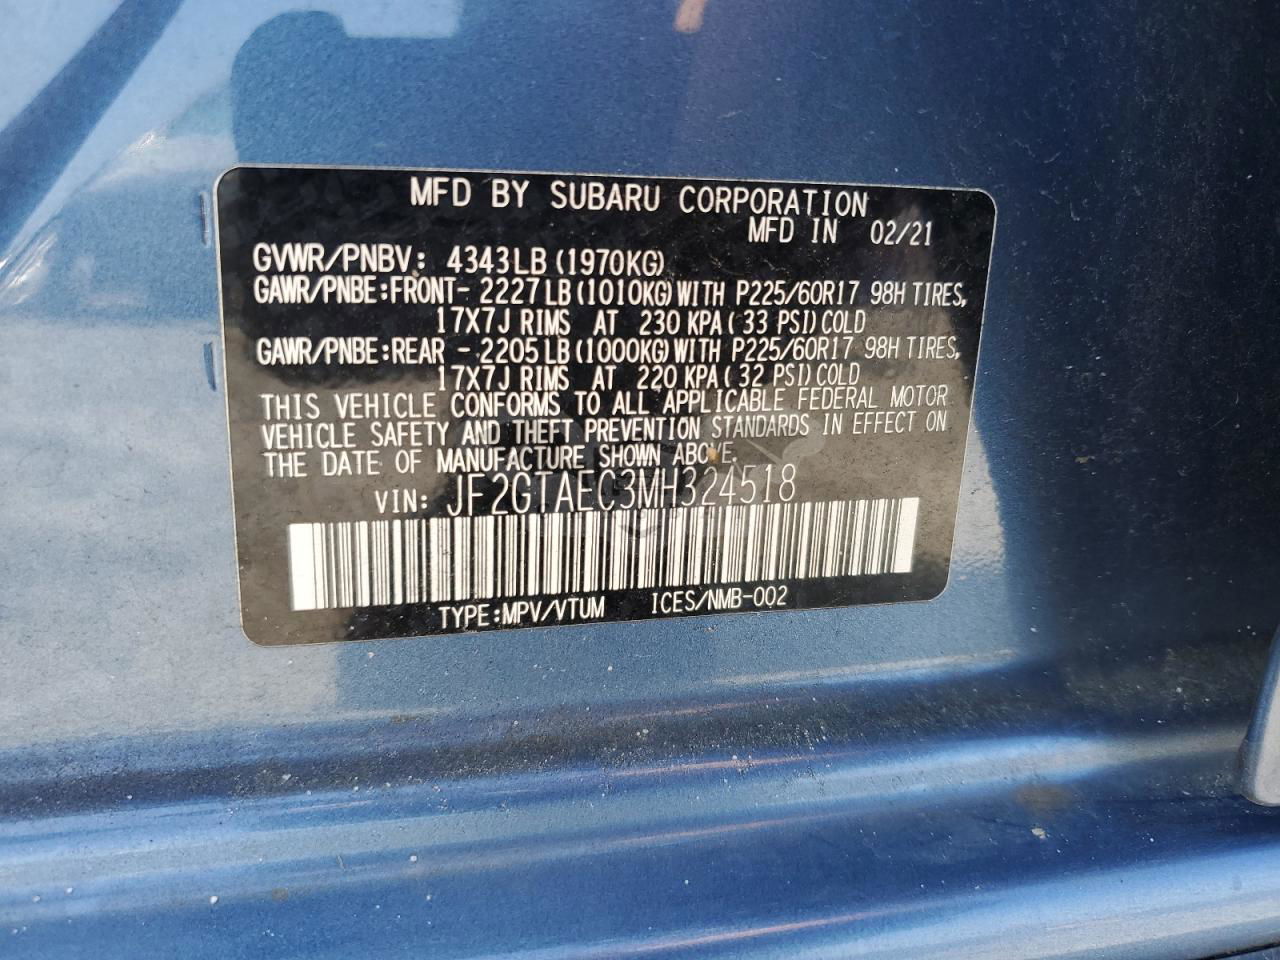 MFD BY SUBARU CORPORATION
MFD IN 02/21
GVWR/PNBV: 4343LB (1970KG)
GAWR/PNBE:FRONT- 2227LB (1010KG) WITH P225/60R17 98H TIRES,
17X7J RIMS AT 230 KPA( 33 PSI) COLD
GAWR/PNBE:REAR - 2205LB (1000KG) WITH P225/60R17 98H TIRES,
17X7J RIMS AT 220 KPA( 32 PSI) COLD
THIS VEHICLE CONFORMS TO ALL APPLICABLE FEDERAL MOTOR
VEHICLE SAFETY AND THEFT PREVENTION STANDARDS IN EFFECT ON
THE DATE OF MANUFACTURE SHOWN ABOVE.
VIN: JF2GTAEC3MH324518
TYPE:MPV/VTUM ICES/NMB-002